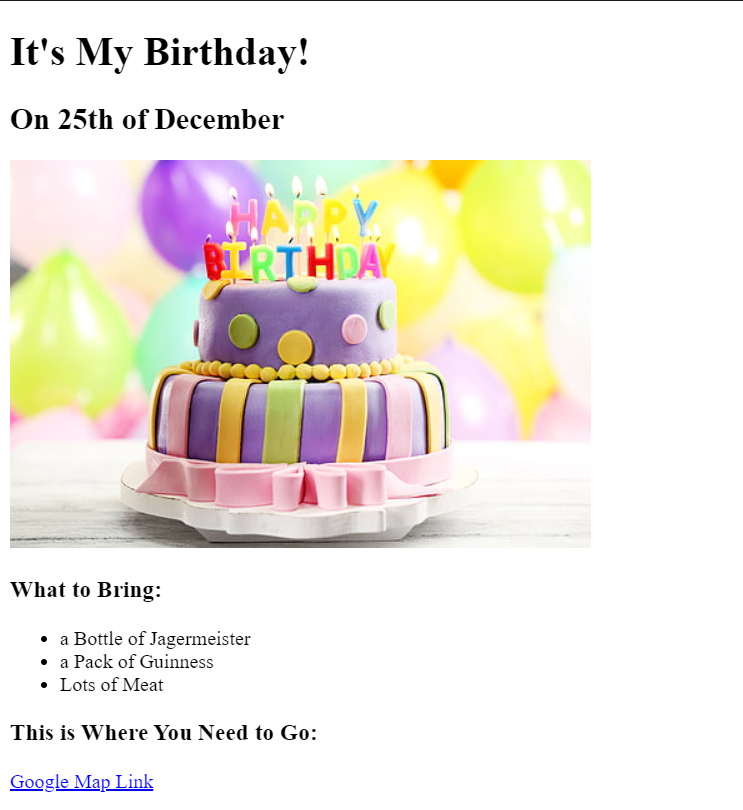 It's My Birthday!
On 25th of December
HAPPY
BIRTHDAY
What to Bring:
a Bottle of Jagermeister
a Pack of Guinness
Lots of Meat
This is Where You Need to Go:
Google Map Link